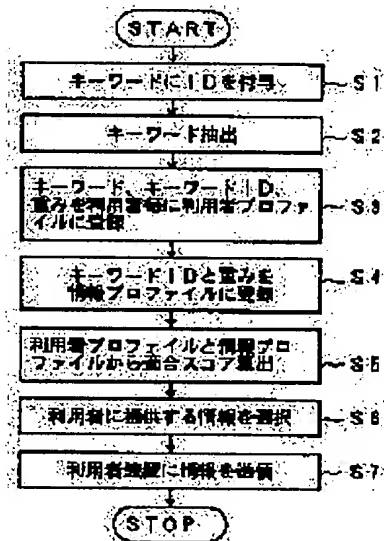 START
キーワードにIDを付与
S1
キーワード抽出
S2
キーワード、キーワードID、
重みを利用者毎に利用者プロファ
イルに登録
S3
キーワードIDと重みを
情報プロファイルに登録
S4
利用者プロファイルと情報プロ
ファイルから適合スコア算出
S5
利用者に提供する情報を選択
S6
利用者端末に情報を
S7
STOP